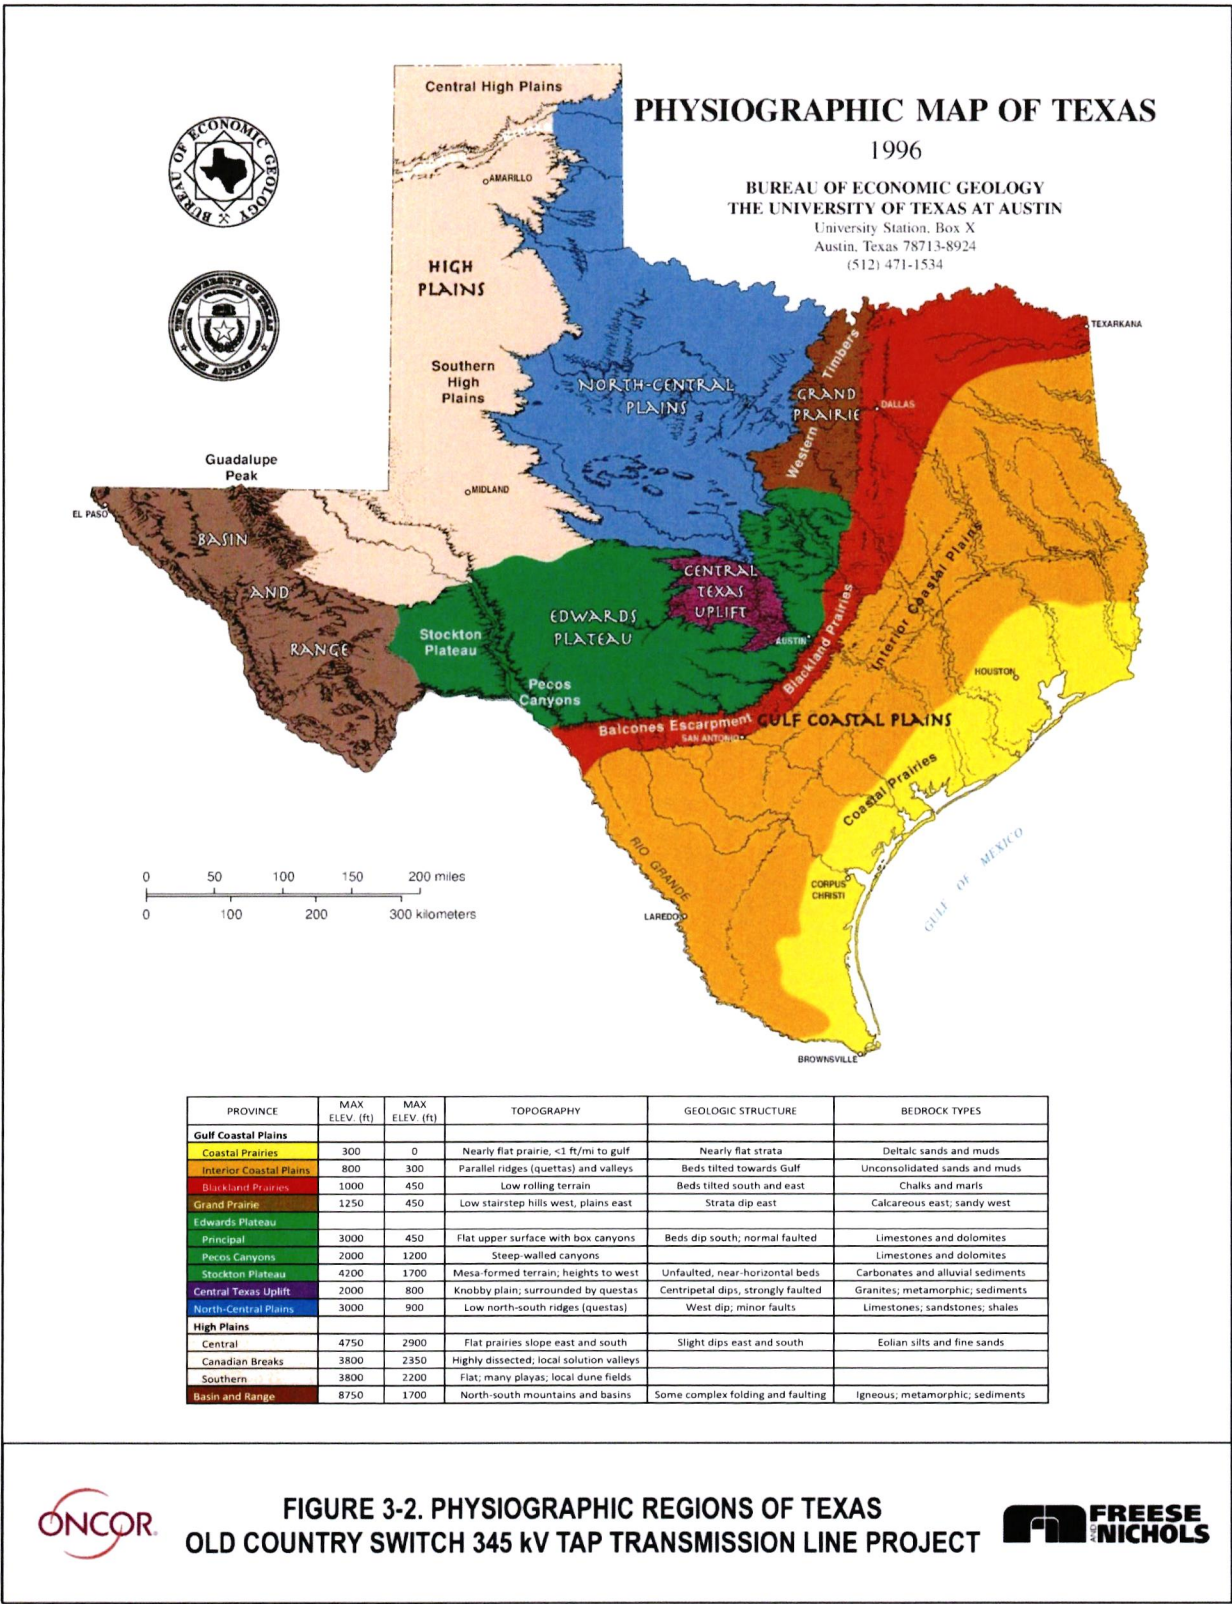 Central High Plains
PHYSIOGRAPHIC MAP OF TEXAS
1996
BUREAU OF ECONOMIC GEOLOGY
THE UNIVERSITY OF TEXAS AT AUSTIN
University Station, Box X
Austin, Texas 78713-8924
(512) 471-1534
BUREAU OF ECONOMIC GEOLOGY
THE UNIVERSITY OF TEXAS
AT AUSTIN
AMARILLO
HIGH
PLAINS
Southern
High
Plains
NORTH-CENTRAL
PLAINS
Western Timbers
GRAND
PRAIRIE
DALLAS
TEXARKANA
Guadalupe
Peak
MIDLAND
EL PASO
BASIN
AND
RANGE
CENTRAL
TEXAS
UPLIFT
EDWARDS
PLATEAU
Stockton
Plateau
AUSTIN
Pecos
Canyons
Blackland Prairies
Interior Coastal Plains
HOUSTON
Balcones Escarpment
SAN ANTONIO
GULF COASTAL PLAINS
Coastal Prairies
GULF OF MEXICO
RIO GRANDE
CORPUS
CHRISTI
LAREDO
BROWNSVILLE
0 50 100 150 200 miles
0 100 200 300 kilometers
PROVINCE MAX ELEV. (ft) MAX ELEV. (ft) TOPOGRAPHY GEOLOGIC STRUCTURE BEDROCK TYPES
Gulf Coastal Plains
Coastal Prairies 300 0 Nearly flat prairie, <1 ft/mi to gulf Nearly flat strata Deltaic sands and muds
Interior Coastal Plains 800 300 Parallel ridges (quettas) and valleys Beds tilted towards Gulf Unconsolidated sands and muds
Blackland Prairies 1000 450 Low rolling terrain Beds tilted south and east Chalks and marls
Grand Prairie 1250 450 Low stairstep hills west, plains east Strata dip east Calcareous east; sandy west
Edwards Plateau
Principal 3000 450 Flat upper surface with box canyons Beds dip south; normal faulted Limestones and dolomites
Pecos Canyons 2000 1200 Steep-walled canyons Limestones and dolomites
Stockton Plateau 4200 1700 Mesa-formed terrain; heights to west Unfaulted, near-horizontal beds Carbonates and alluvial sediments
Central Texas Uplift 2000 800 Knobby plain; surrounded by questas Centripetal dips, strongly faulted Granites; metamorphic; sediments
North-Central Plains 3000 900 Low north-south ridges (questas) West dip; minor faults Limestones; sandstones; shales
High Plains
Central 4750 2900 Flat prairies slope east and south Slight dips east and south Eolian silts and fine sands
Canadian Breaks 3800 2350 Highly dissected; local solution valleys
Southern 3800 2200 Flat; many playas; local dune fields
Basin and Range 8750 1700 North-south mountains and basins Some complex folding and faulting Igneous; metamorphic; sediments
ONCOR
FIGURE 3-2. PHYSIOGRAPHIC REGIONS OF TEXAS
OLD COUNTRY SWITCH 345 kV TAP TRANSMISSION LINE PROJECT
FREESE
AND NICHOLS